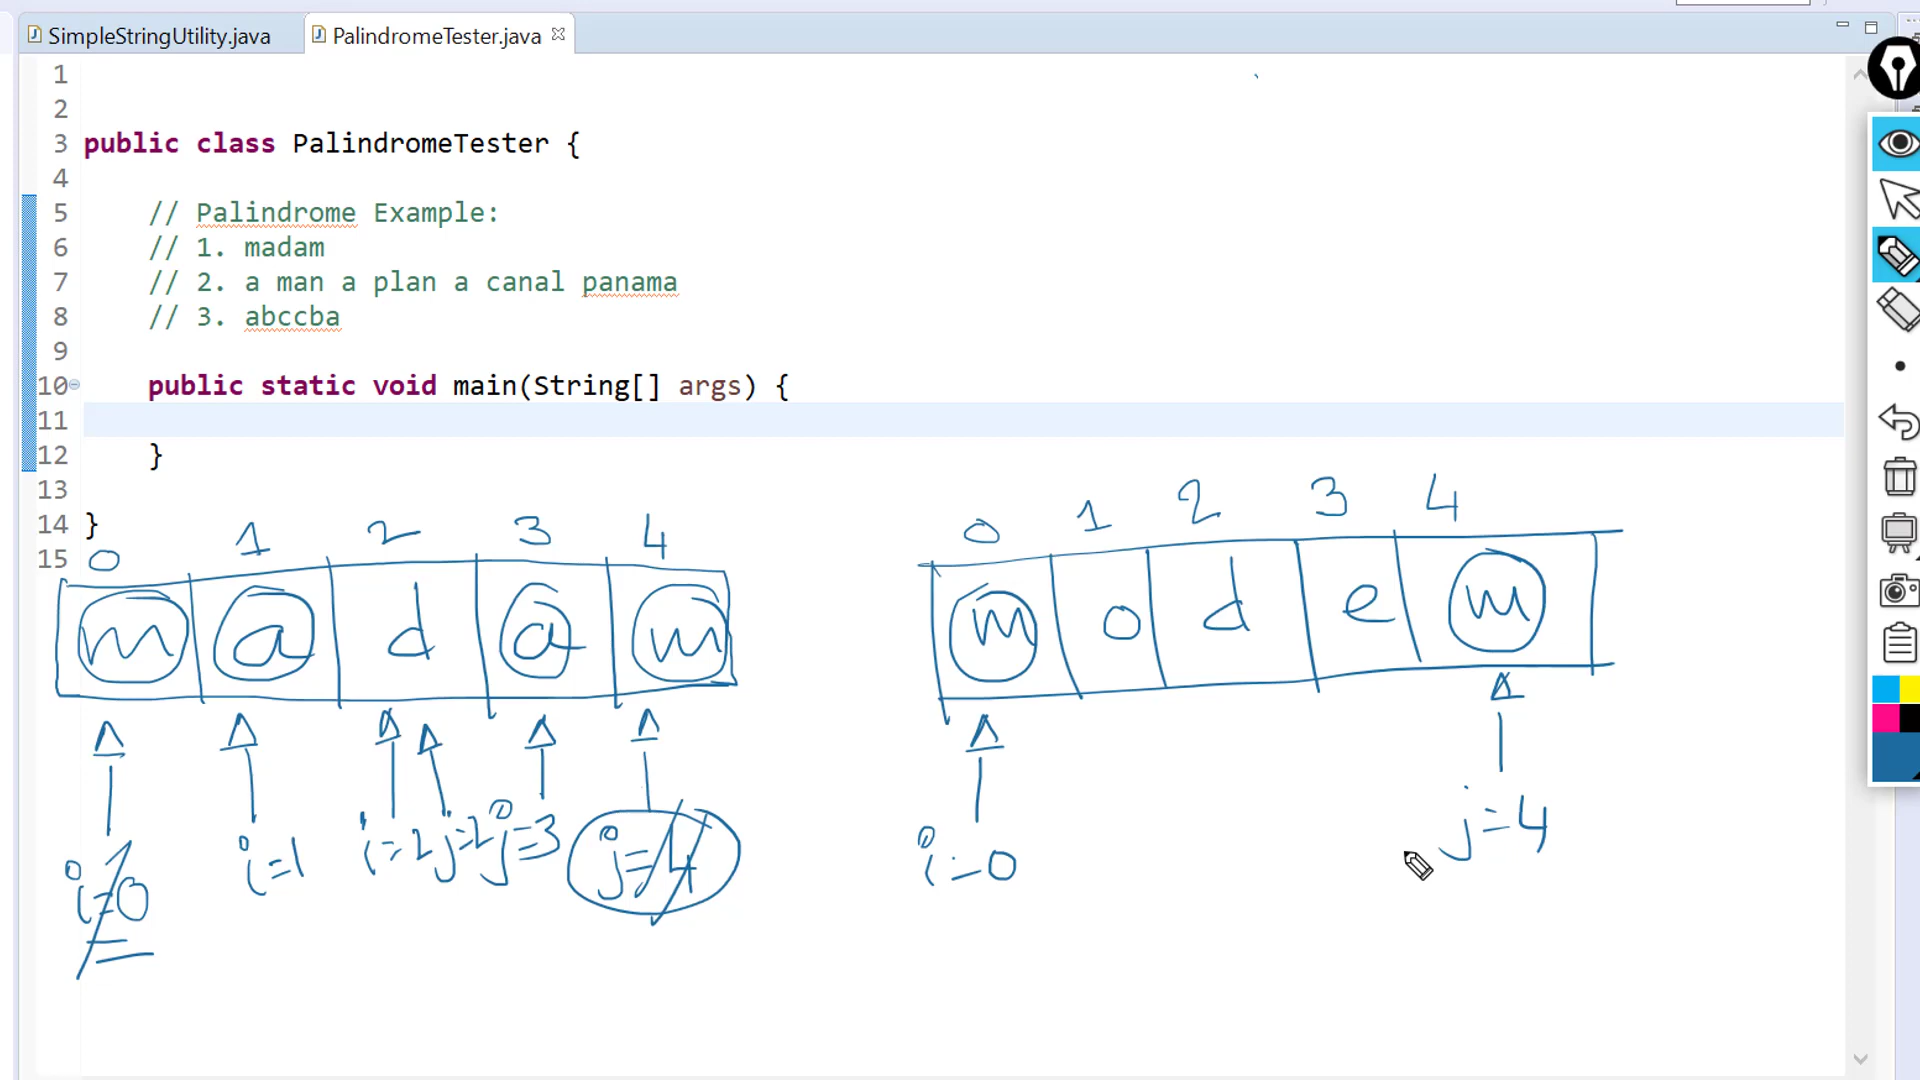 SimpleStringUtility.java PalindromeTester.java
1
2
3 public class PalindromeTester {
4
5 // Palindrome Example:
6 // 1. madam
7 // 2. a man a plan a canal panama
8 // 3. abccba
9
10 public static void main(String[] args) {
11
12 }
13
14 }
15
0 1 2 3 4
m a d a m
i=0 i=1 i=2 j=2 j=3 j=4
0 1 2 3 4
m o d e m
i=0 j=4